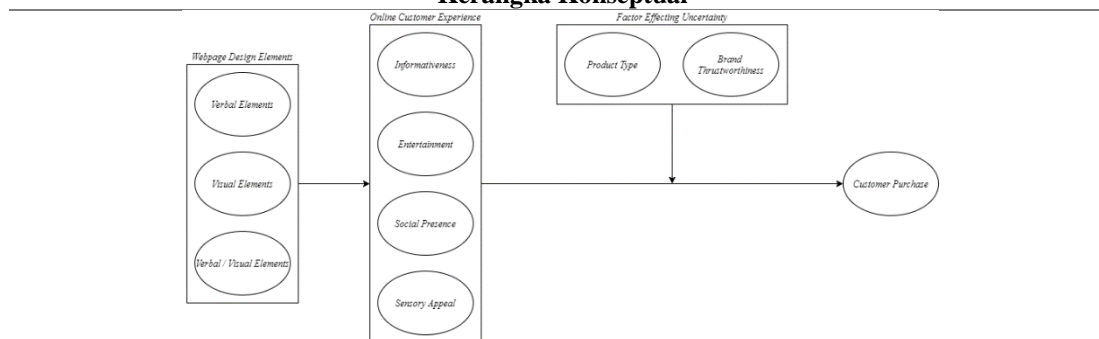 Kerangka Konseptual
Online Customer Experience
Factor Effecting Uncertainty
Webpage Design Elements
Informativeness
Product Type
Brand
Thrustworthiness
Verbal Elements
Entertainment
Visual Elements
Customer Purchase
Social Presence
Verbal / Visual Elements
Sensory Appeal